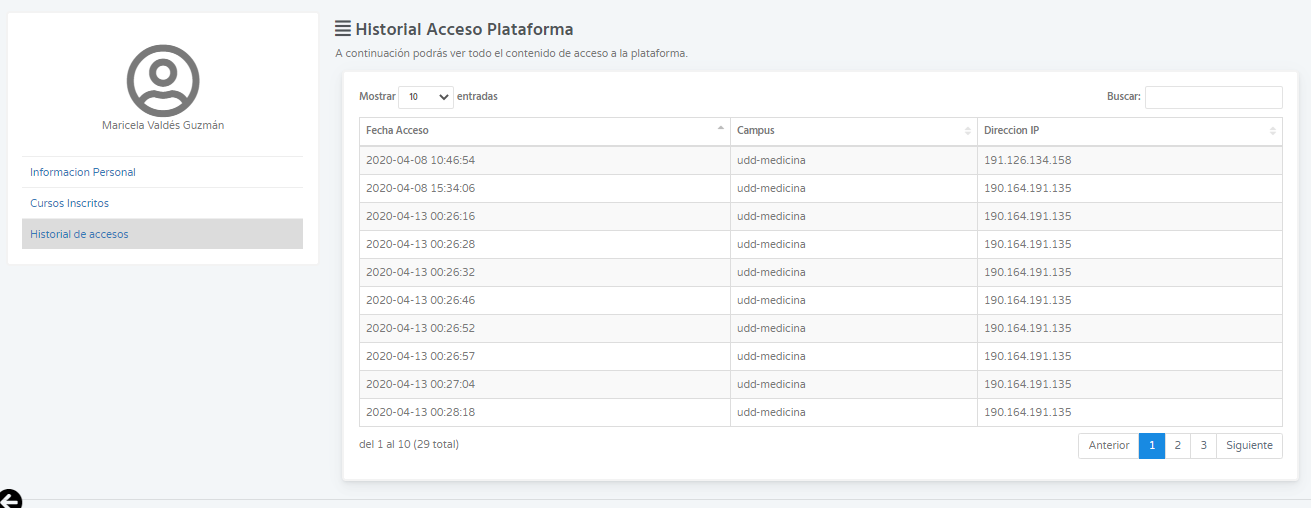 Historial Acceso Plataforma
A continuación podrás ver todo el contenido de acceso a la plataforma.
Maricela Valdés Guzmán
Informacion Personal
Cursos Inscritos
Historial de accesos
Mostrar 10 entradas Buscar:
Fecha Acceso Campus Direccion IP
2020-04-08 10:46:54 udd-medicina 191.126.134.158
2020-04-08 15:34:06 udd-medicina 190.164.191.135
2020-04-13 00:26:16 udd-medicina 190.164.191.135
2020-04-13 00:26:28 udd-medicina 190.164.191.135
2020-04-13 00:26:32 udd-medicina 190.164.191.135
2020-04-13 00:26:46 udd-medicina 190.164.191.135
2020-04-13 00:26:52 udd-medicina 190.164.191.135
2020-04-13 00:26:57 udd-medicina 190.164.191.135
2020-04-13 00:27:04 udd-medicina 190.164.191.135
2020-04-13 00:28:18 udd-medicina 190.164.191.135
del 1 al 10 (29 total) Anterior 1 2 3 Siguiente